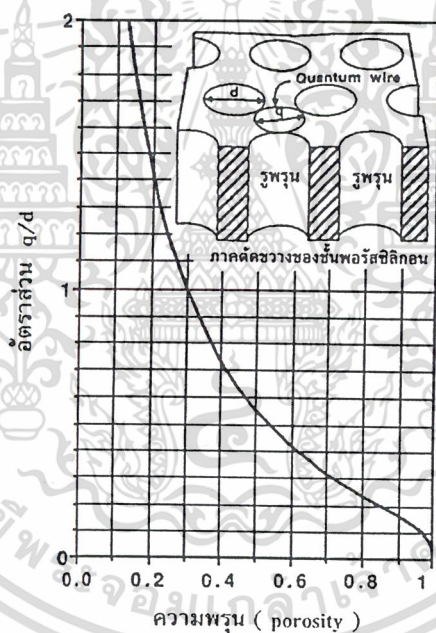 2
Quantum wire
d
q
รูพรุน
รูพรุน
ภาคตัดขวางของชั้นพอรัสซิลิกอน
อัตราส่วน q/d
1
0
0.0 0.2 0.4 0.6 0.8 1
ความพรุน ( porosity )